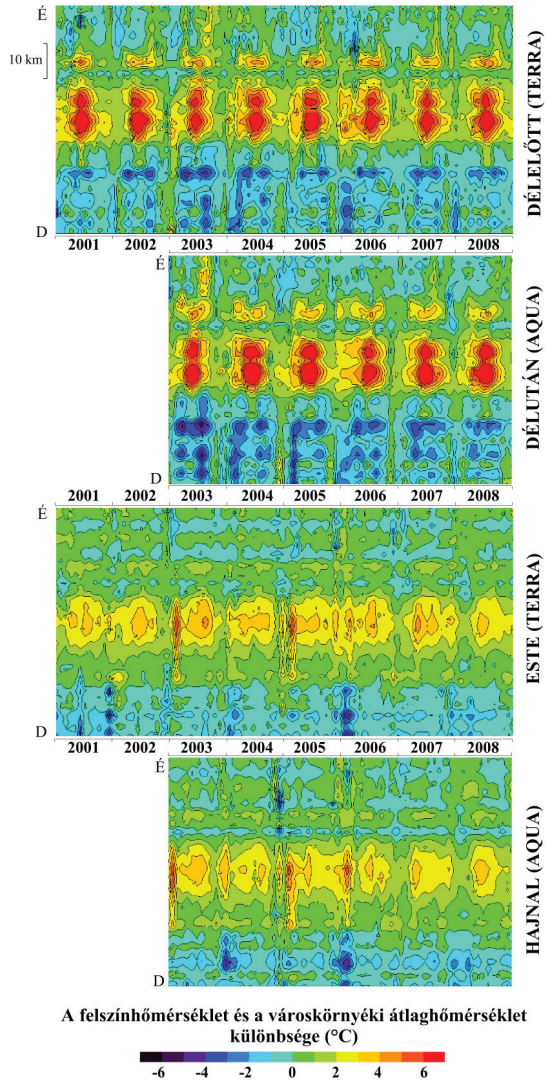 É
10 km
D
DÉLELŐTT (TERRA)
2001 2002 2003 2004 2005 2006 2007 2008
É
D
DÉLUTÁN (AQUA)
2001 2002 2003 2004 2005 2006 2007 2008
É
D
ESTE (TERRA)
2001 2002 2003 2004 2005 2006 2007 2008
É
D
HAJNAL (AQUA)
A felszínhőmérséklet és a városkörnyéki átlaghőmérséklet
különbsége (°C)
-6 -4 -2 0 2 4 6